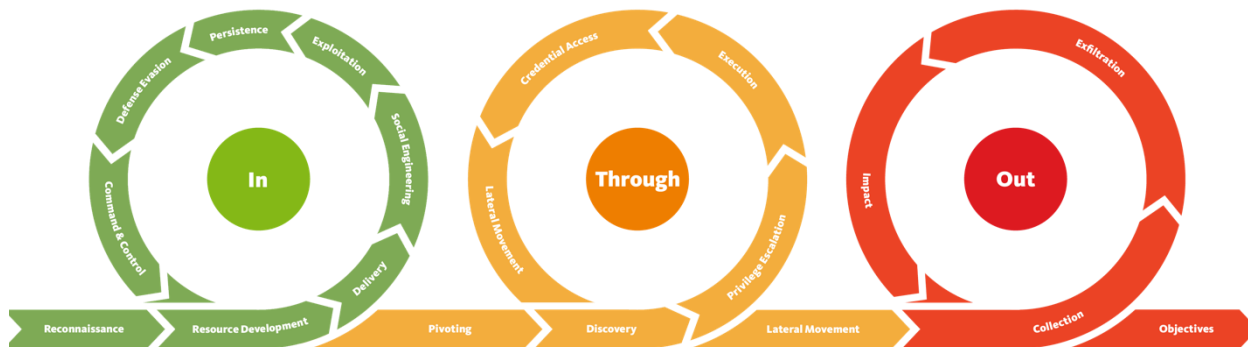 In
Reconnaissance
Resource Development
Delivery
Social Engineering
Exploitation
Persistence
Defense Evasion
Command & Control
Through
Pivoting
Discovery
Privilege Escalation
Execution
Credential Access
Lateral Movement
Lateral Movement
Out
Collection
Exfiltration
Impact
Objectives